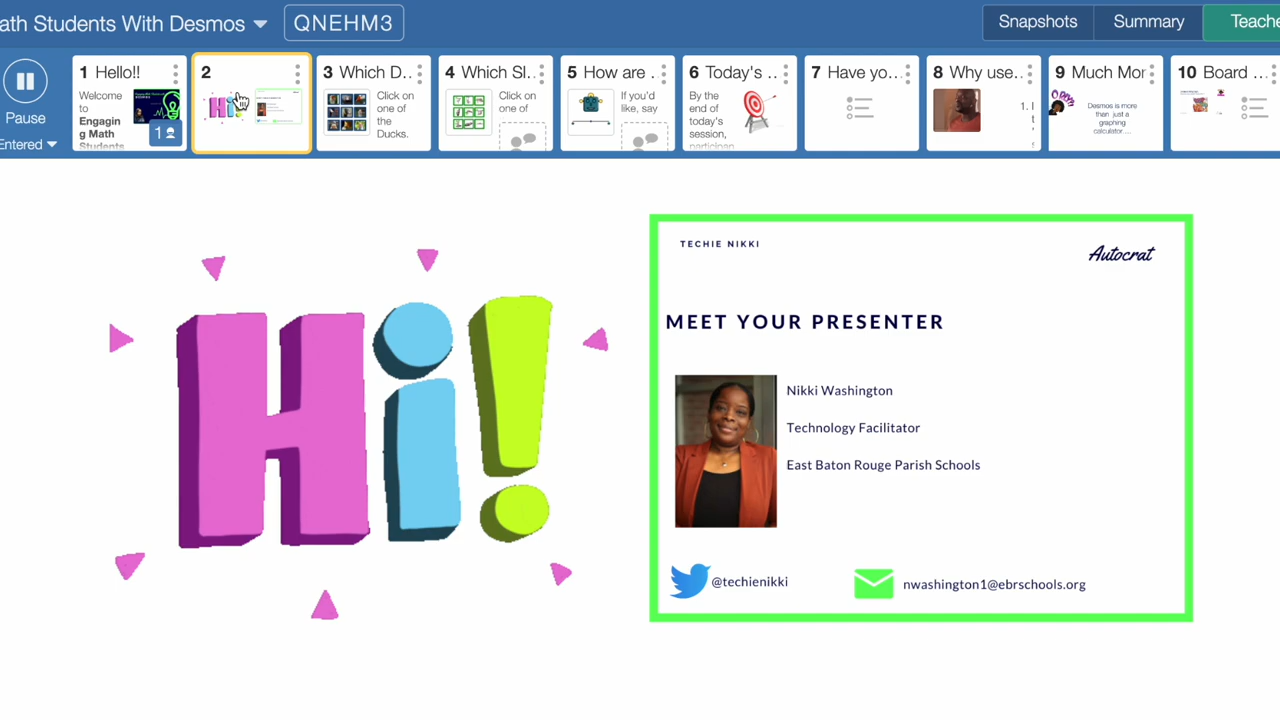 ath Students With Desmos
QNEHM3
Snapshots
Summary
Teache
Pause
Entered
1 Hello!!
Welcome
to
Engagin
g Math
Students
1
2
3 Which D...
Click on
one of
the
Ducks.
4 Which Sl...
Click on
one of
5 How are ...
If you'd
like, say
6 Today's ...
By the
end of
today's
session,
participan
7 Have yo...
8 Why use...
1. I
9 Much Mor
Desmos is more
than just a
graphing
calculator....
10 Board ...
Hi!
TECHIE NIKKI
Autocrat
MEET YOUR PRESENTER
Nikki Washington
Technology Facilitator
East Baton Rouge Parish Schools
@techienikki
nwashington1@ebrschools.org